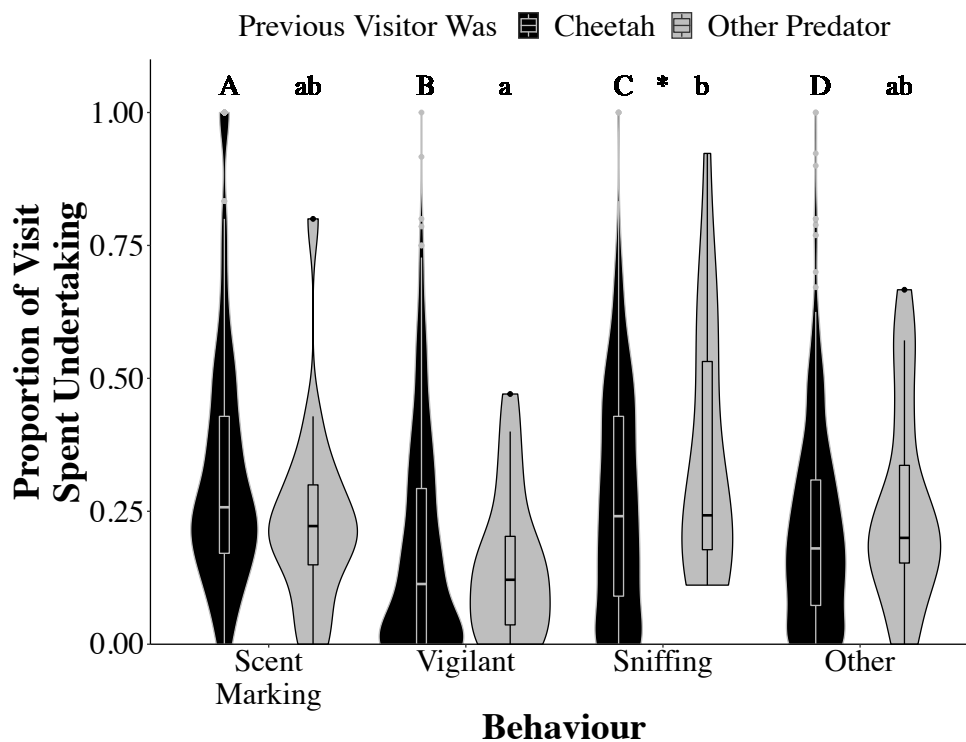 Previous Visitor Was Cheetah Other Predator
A ab B a C * b D ab
1.00
0.75
0.50
0.25
0.00
Proportion of Visit
Spent Undertaking
Scent
Marking
Vigilant
Sniffing
Other
Behaviour